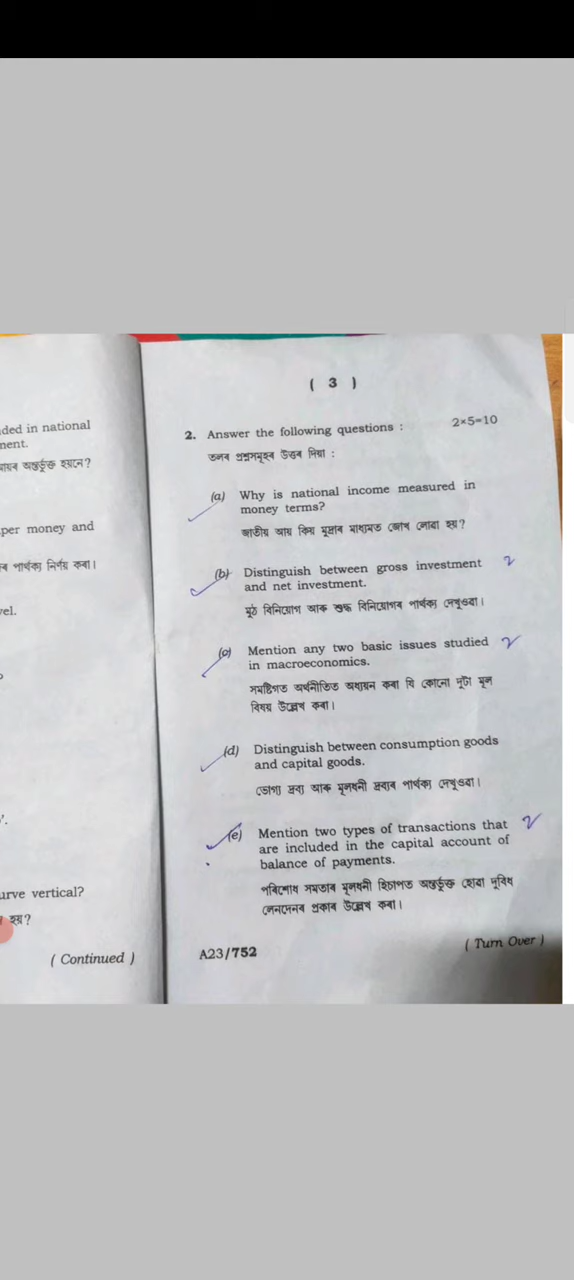 ded in national
nent.
অন্তৰ্ভুক্ত হয়নে?
per money and
ৰ পাৰ্থক্য নিৰ্ণয় কৰা।
vel.
'.
urve vertical?
হয়?
( Continued )
( 3 )
2. Answer the following questions : 2×5=10
তলৰ প্ৰশ্নসমূহৰ উত্তৰ দিয়া :
(a) Why is national income measured in
money terms?
জাতীয় আয় কিয় মুদ্ৰাৰ মাধ্যমত জোখ লোৱা হয়?
(b) Distinguish between gross investment 2
and net investment.
মুঠ বিনিয়োগ আৰু শুদ্ধ বিনিয়োগৰ পাৰ্থক্য দেখুওৱা।
(c) Mention any two basic issues studied 2
in macroeconomics.
সমষ্টিগত অৰ্থনীতিত অধ্যয়ন কৰা যি কোনো দুটা মূল
বিষয় উল্লেখ কৰা।
(d) Distinguish between consumption goods
and capital goods.
ভোগ্য দ্ৰব্য আৰু মূলধনী দ্ৰব্যৰ পাৰ্থক্য দেখুওৱা।
(e) Mention two types of transactions that 2
are included in the capital account of
balance of payments.
পৰিশোধ সমতাৰ মূলধনী হিচাপত অন্তৰ্ভুক্ত হোৱা দুবিধ
লেনদেনৰ প্ৰকাৰ উল্লেখ কৰা।
A23/752 ( Turn Over )